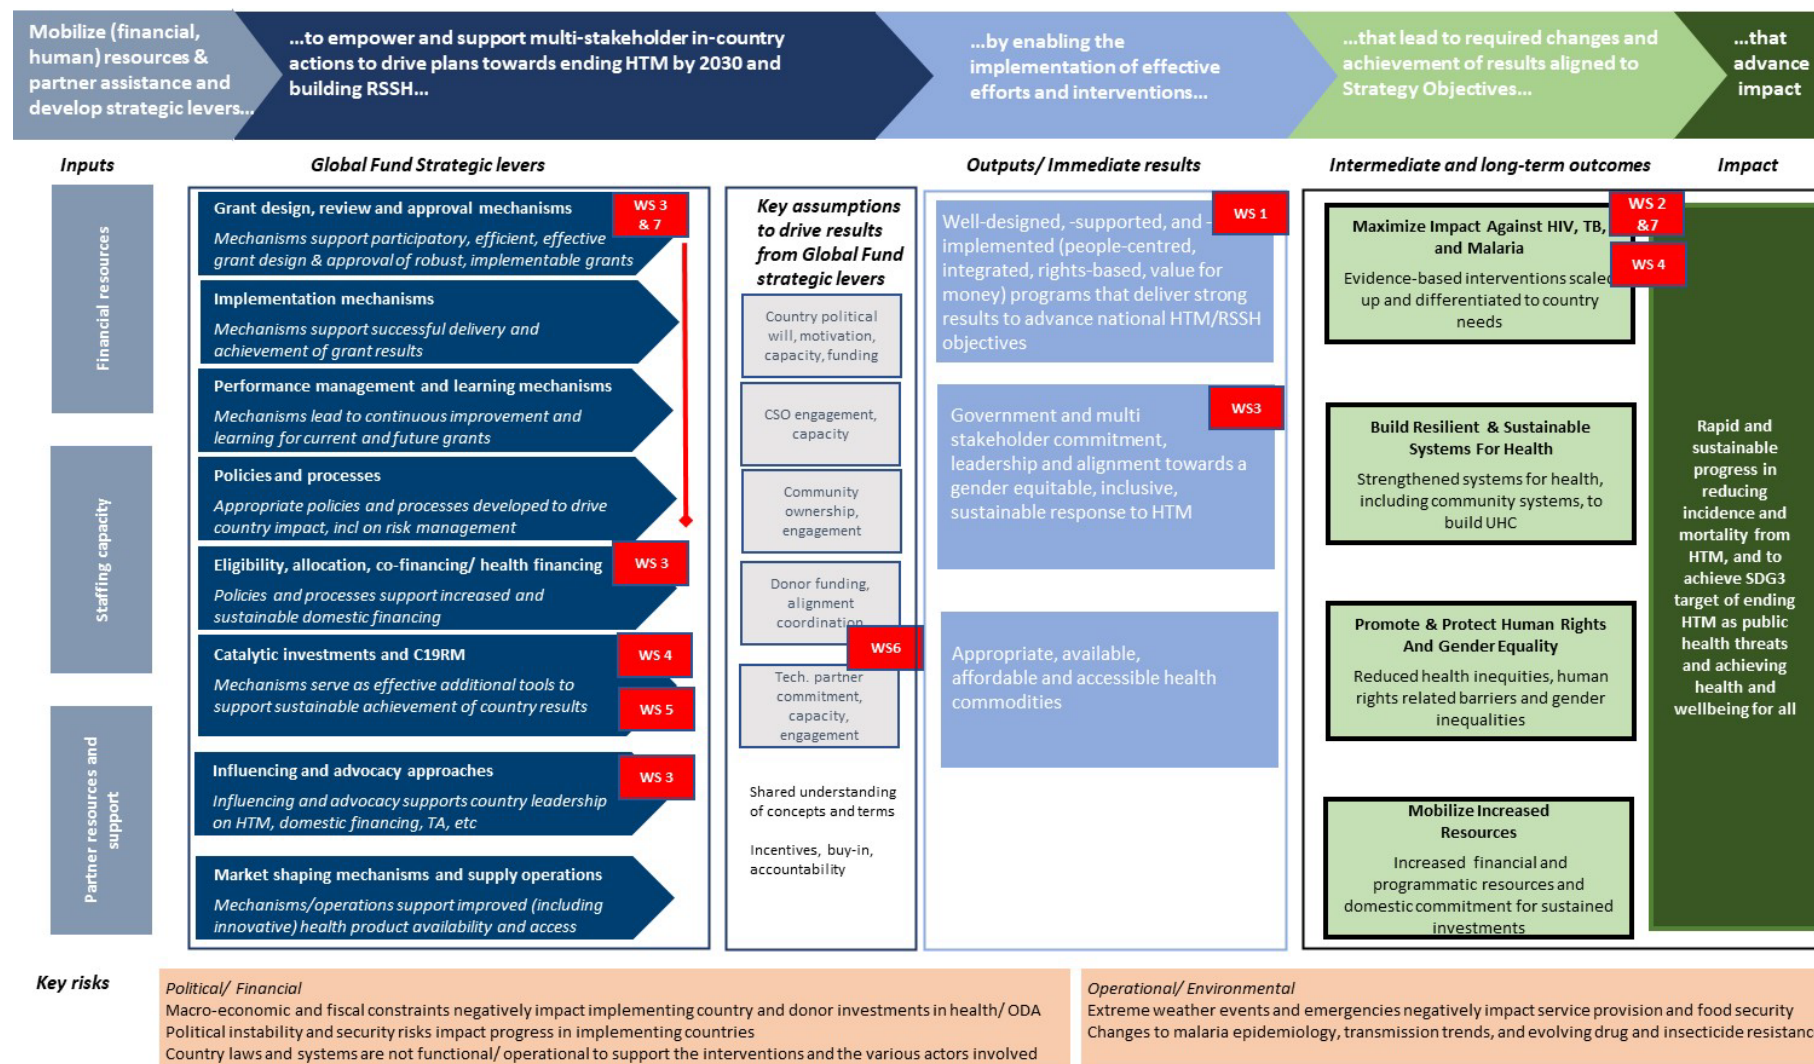 Mobilize (financial,
human) resources &
partner assistance and
develop strategic levers...
...to empower and support multi-stakeholder in-country
actions to drive plans towards ending HTM by 2030 and
building RSSH...
...by enabling the
implementation of effective
efforts and interventions...
...that lead to required changes and
achievement of results aligned to
Strategy Objectives...
...that
advance
impact
Inputs
Global Fund Strategic levers
Outputs/ Immediate results
Intermediate and long-term outcomes
Impact
Financial resources
Staffing capacity
Partner resources and
support
Grant design, review and approval mechanisms
Mechanisms support participatory, efficient, effective
grant design & approval of robust, implementable grants
WS 3
& 7
Implementation mechanisms
Mechanisms support successful delivery and
achievement of grant results
Performance management and learning mechanisms
Mechanisms lead to continuous improvement and
learning for current and future grants
Policies and processes
Appropriate policies and processes developed to drive
country impact, incl on risk management
Eligibility, allocation, co-financing/ health financing
Policies and processes support increased and
sustainable domestic financing
WS 3
Catalytic investments and C19RM
Mechanisms serve as effective additional tools to
support sustainable achievement of country results
WS 4
WS 5
Influencing and advocacy approaches
Influencing and advocacy supports country leadership
on HTM, domestic financing, TA, etc
WS 3
Market shaping mechanisms and supply operations
Mechanisms/operations support improved (including
innovative) health product availability and access
Key assumptions
to drive results
from Global Fund
strategic levers
Country political
will, motivation,
capacity, funding
CSO engagement,
capacity
Community
ownership,
engagement
Donor funding,
alignment
coordination
WS6
Tech. partner
commitment,
capacity,
engagement
Shared understanding
of concepts and terms
Incentives, buy-in,
accountability
Well-designed, -supported, and -
implemented (people-centred,
integrated, rights-based, value for
money) programs that deliver strong
results to advance national HTM/RSSH
objectives
WS 1
Government and multi
stakeholder commitment,
leadership and alignment towards a
gender equitable, inclusive,
sustainable response to HTM
WS3
Appropriate, available,
affordable and accessible health
commodities
Maximize Impact Against HIV, TB,
and Malaria
Evidence-based interventions scaled
up and differentiated to country
needs
WS 2
&7
WS 4
Build Resilient & Sustainable
Systems For Health
Strengthened systems for health,
including community systems, to
build UHC
Promote & Protect Human Rights
And Gender Equality
Reduced health inequities, human
rights related barriers and gender
inequalities
Mobilize Increased
Resources
Increased financial and
programmatic resources and
domestic commitment for sustained
investments
Rapid and
sustainable
progress in
reducing
incidence and
mortality from
HTM, and to
achieve SDG3
target of ending
HTM as public
health threats
and achieving
health and
wellbeing for all
Key risks
Political/ Financial
Macro-economic and fiscal constraints negatively impact implementing country and donor investments in health/ ODA
Political instability and security risks impact progress in implementing countries
Country laws and systems are not functional/ operational to support the interventions and the various actors involved
Operational/ Environmental
Extreme weather events and emergencies negatively impact service provision and food security
Changes to malaria epidemiology, transmission trends, and evolving drug and insecticide resistanc